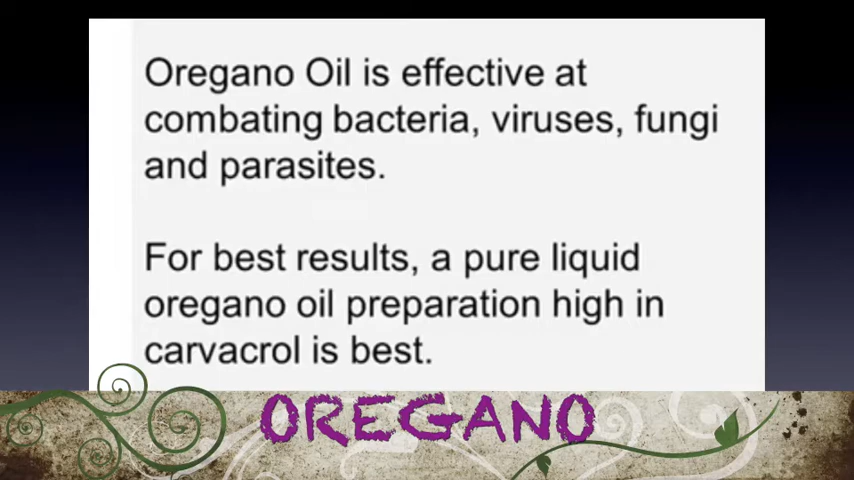 Oregano Oil is effective at
combating bacteria, viruses, fungi
and parasites.
For best results, a pure liquid
oregano oil preparation high in
carvacrol is best.
OREGANO